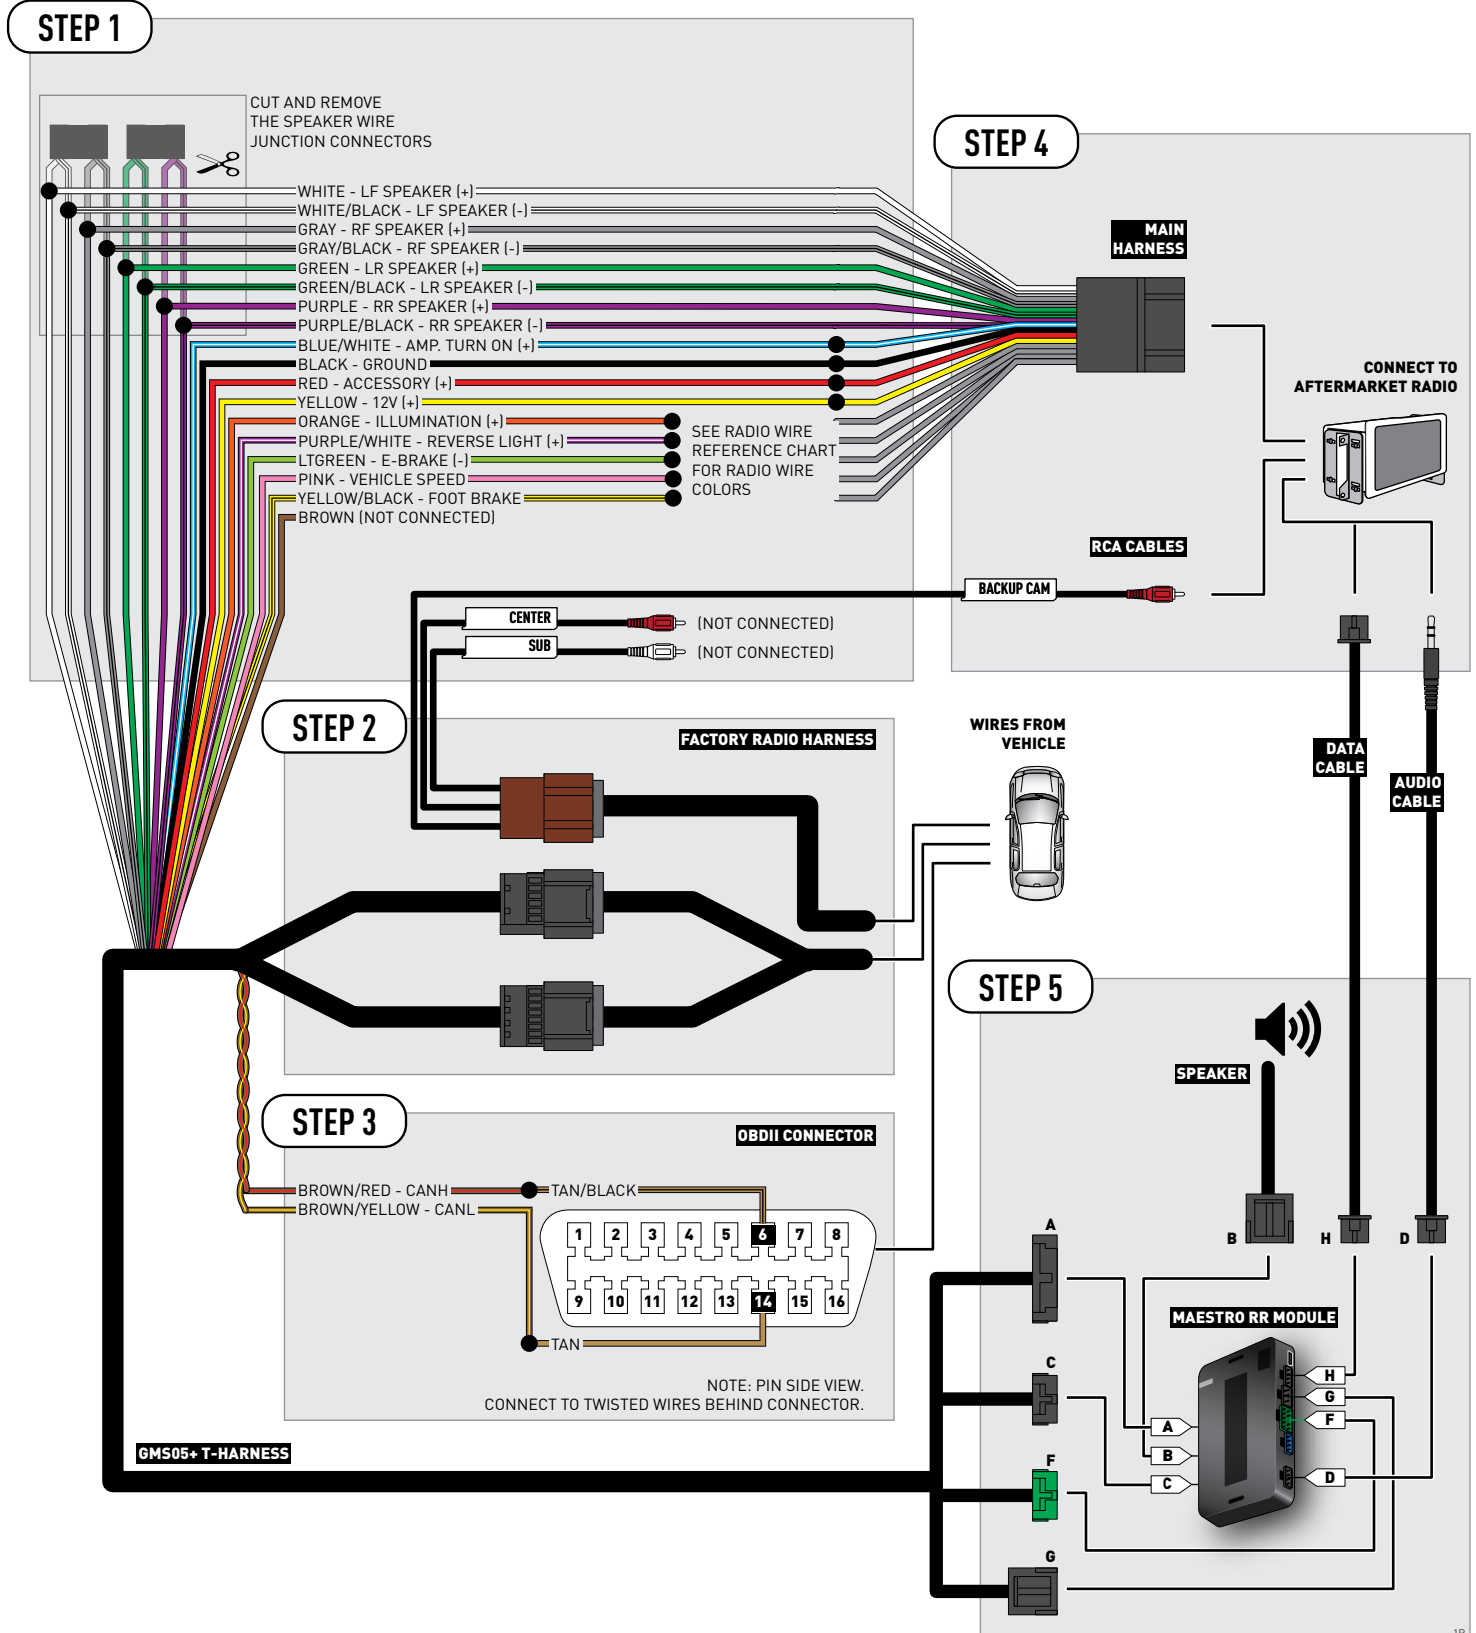 STEP 1
CUT AND REMOVE
THE SPEAKER WIRE
JUNCTION CONNECTORS
WHITE - LF SPEAKER (+)
WHITE/BLACK - LF SPEAKER (-)
GRAY - RF SPEAKER (+)
GRAY/BLACK - RF SPEAKER (-)
GREEN - LR SPEAKER (+)
GREEN/BLACK - LR SPEAKER (-)
PURPLE - RR SPEAKER (+)
PURPLE/BLACK - RR SPEAKER (-)
BLUE/WHITE - AMP. TURN ON (+)
BLACK - GROUND
RED - ACCESSORY (+)
YELLOW - 12V (+)
ORANGE - ILLUMINATION (+)
PURPLE/WHITE - REVERSE LIGHT (+)
LTGREEN - E-BRAKE (-)
PINK - VEHICLE SPEED
YELLOW/BLACK - FOOT BRAKE
BROWN (NOT CONNECTED)
SEE RADIO WIRE
REFERENCE CHART
FOR RADIO WIRE
COLORS
CENTER
(NOT CONNECTED)
SUB
(NOT CONNECTED)
STEP 4
MAIN
HARNESS
CONNECT TO
AFTERMARKET RADIO
RCA CABLES
BACKUP CAM
DATA
CABLE
AUDIO
CABLE
STEP 2
FACTORY RADIO HARNESS
WIRES FROM
VEHICLE
STEP 3
OBDII CONNECTOR
BROWN/RED - CANH
TAN/BLACK
BROWN/YELLOW - CANL
1 2 3 4 5 6 7 8
9 10 11 12 13 14 15 16
TAN
NOTE: PIN SIDE VIEW.
CONNECT TO TWISTED WIRES BEHIND CONNECTOR.
GMS05+ T-HARNESS
STEP 5
SPEAKER
A
B
H
D
MAESTRO RR MODULE
C
H
G
F
A
B
C
D
F
G